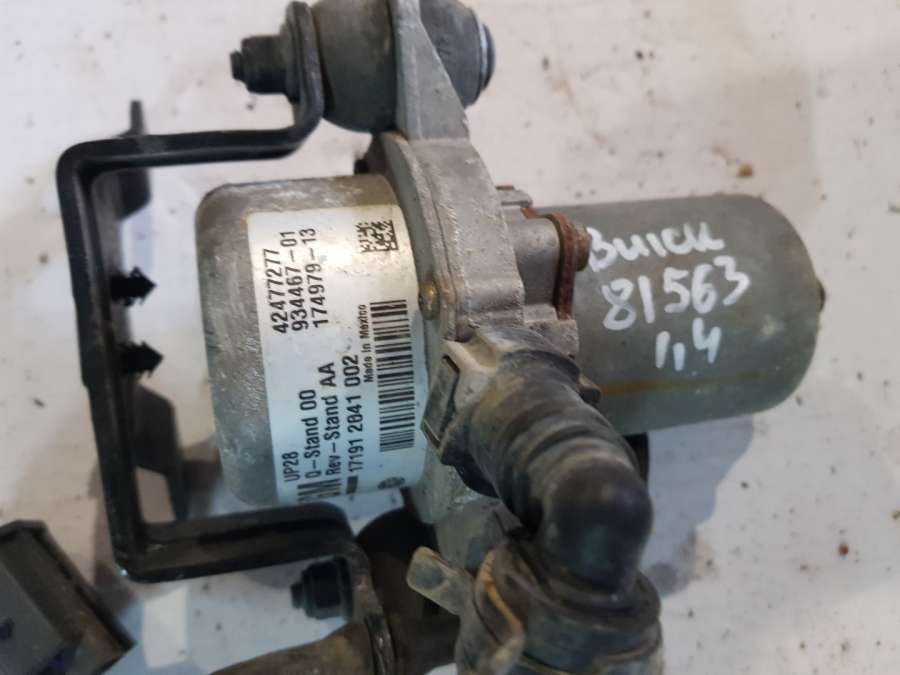 42477277
934467-01
174979-13
Made in Mexico
UP28
Q-Stand 00
Rev-Stand AA
17191 2841 002
Buick
81563
1,4